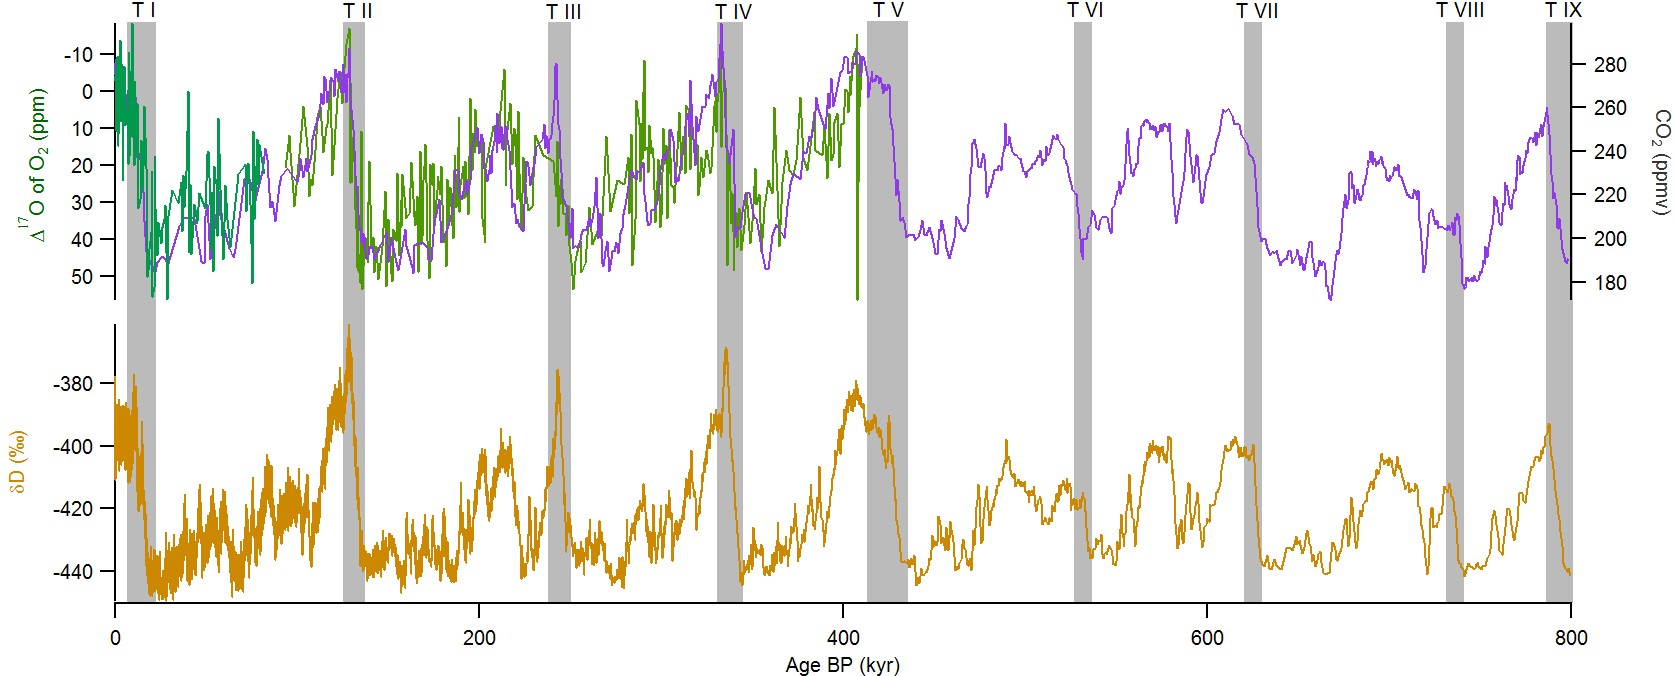 T I T II T III T IV T V T VI T VII T VIII T IX
-10
0
10
20
30
40
50
Δ ¹⁷O of O₂ (ppm)
280
260
240
220
200
180
CO₂ (ppmv)
-380
-400
-420
-440
δD (‰)
0 200 400 600 800
Age BP (kyr)